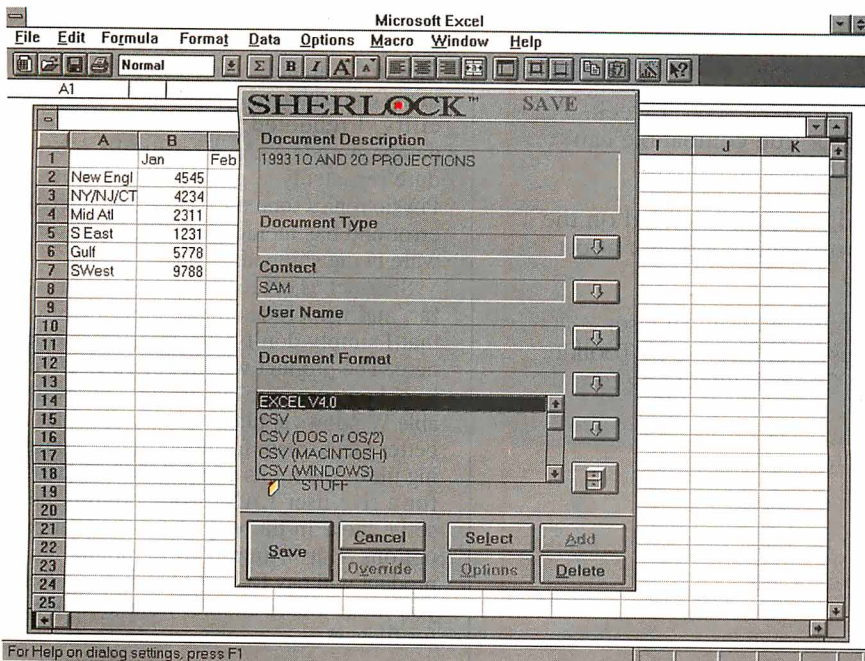 Microsoft Excel
File Edit Formula Format Data Options Macro Window Help
Normal Σ B I A A
A1
SHERLOCK™ SAVE
Document Description
1993 1Q AND 2Q PROJECTIONS
Document Type
Contact
SAM
User Name
Document Format
EXCEL V4.0
CSV
CSV (DOS or OS/2)
CSV (MACINTOSH)
CSV (WINDOWS)
STUFF
Save Cancel Select Add
Override Options Delete
A B I J K
1 Jan Feb
2 New Engl 4545
3 NY/NJ/CT 4234
4 Mid Atl 2311
5 S East 1231
6 Gulf 5778
7 SWest 9788
8
9
10
11
12
13
14
15
16
17
18
19
20
21
22
23
24
25
For Help on dialog settings, press F1